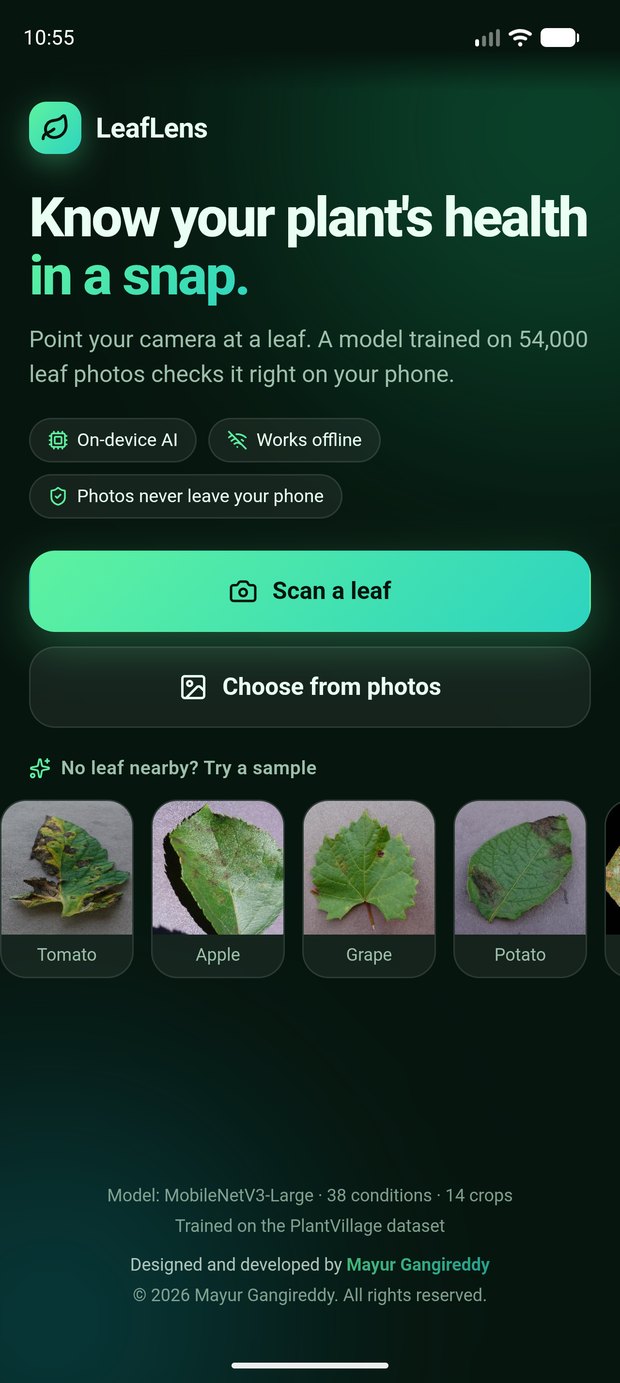 10:55
LeafLens
Know your plant's health
in a snap.
Point your camera at a leaf. A model trained on 54,000
leaf photos checks it right on your phone.
On-device AI
Works offline
Photos never leave your phone
Scan a leaf
Choose from photos
No leaf nearby? Try a sample
Tomato
Apple
Grape
Potato
Model: MobileNetV3-Large · 38 conditions · 14 crops
Trained on the PlantVillage dataset
Designed and developed by Mayur Gangireddy
© 2026 Mayur Gangireddy. All rights reserved.